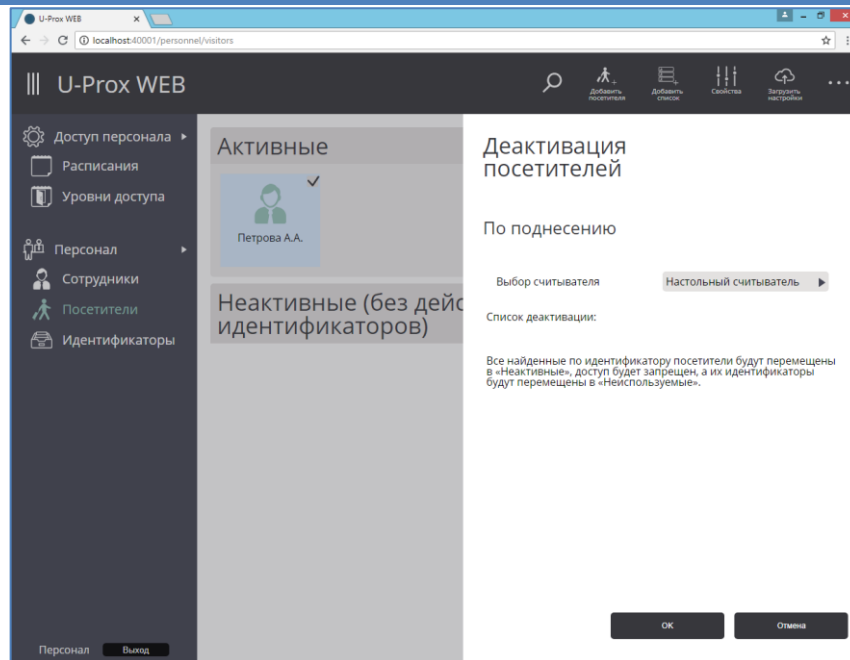 U-Prox WEB
localhost:40001/personnel/visitors
U-Prox WEB
Добавить
посетителя
Добавить
список
Свойства
Загрузить
настройки
Доступ персонала
Расписания
Уровни доступа
Персонал
Сотрудники
Посетители
Идентификаторы
Персонал
Выход
Активные
Петрова А.А.
Неактивные (без дейс
идентификаторов)
Деактивация
посетителей
По поднесению
Выбор считывателя
Настольный считыватель
Список деактивации:
Все найденные по идентификатору посетители будут перемещены
в «Неактивные», доступ будет запрещен, а их идентификаторы
будут перемещены в «Неиспользуемые».
ОК
Отмена